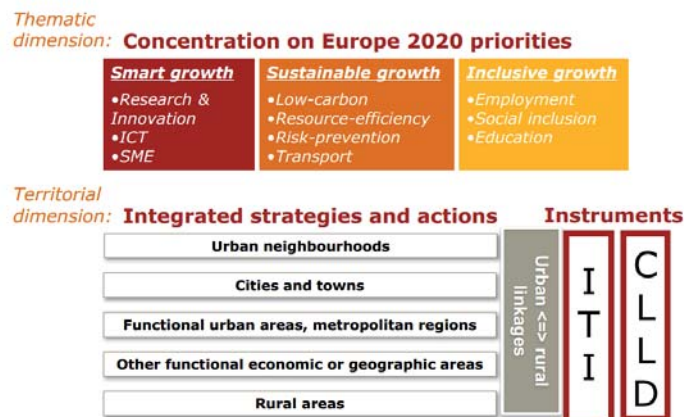 Thematic
dimension: Concentration on Europe 2020 priorities
Smart growth
•Research &
Innovation
•ICT
•SME
Sustainable growth
•Low-carbon
•Resource-efficiency
•Risk-prevention
•Transport
Inclusive growth
•Employment
•Social inclusion
•Education
Territorial
dimension: Integrated strategies and actions
Instruments
Urban neighbourhoods
Cities and towns
Functional urban areas, metropolitan regions
Other functional economic or geographic areas
Rural areas
Urban <=> rural
linkages
ITI
CLLD